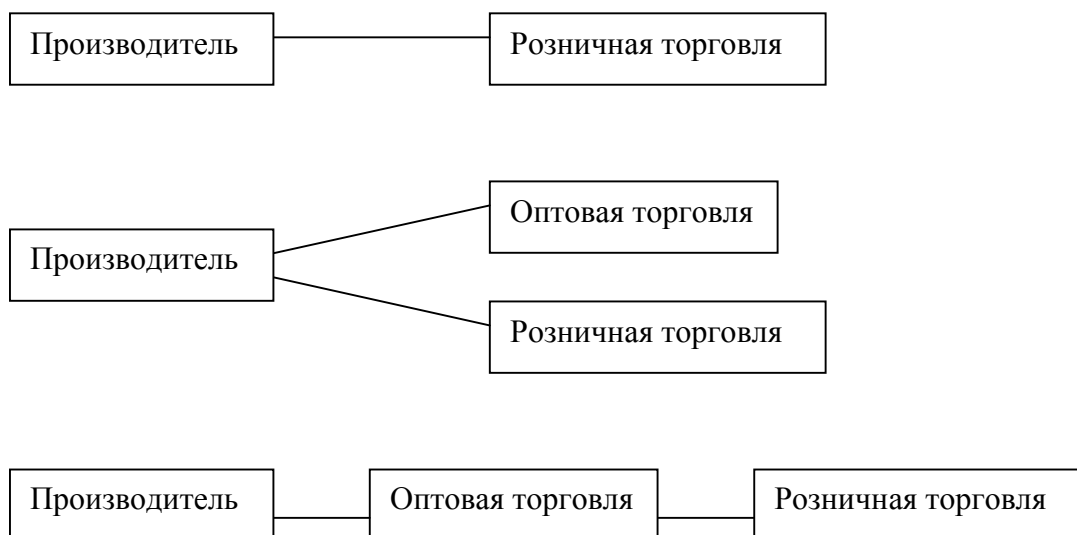 Производитель
Розничная торговля
Оптовая торговля
Производитель
Розничная торговля
Производитель
Оптовая торговля
Розничная торговля